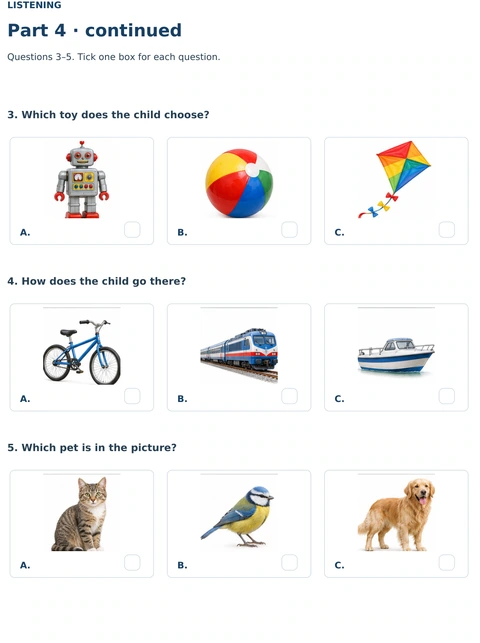 LISTENING
Part 4 · continued
Questions 3–5. Tick one box for each question.
3. Which toy does the child choose?
A.
B.
C.
4. How does the child go there?
A.
B.
C.
5. Which pet is in the picture?
A.
B.
C.